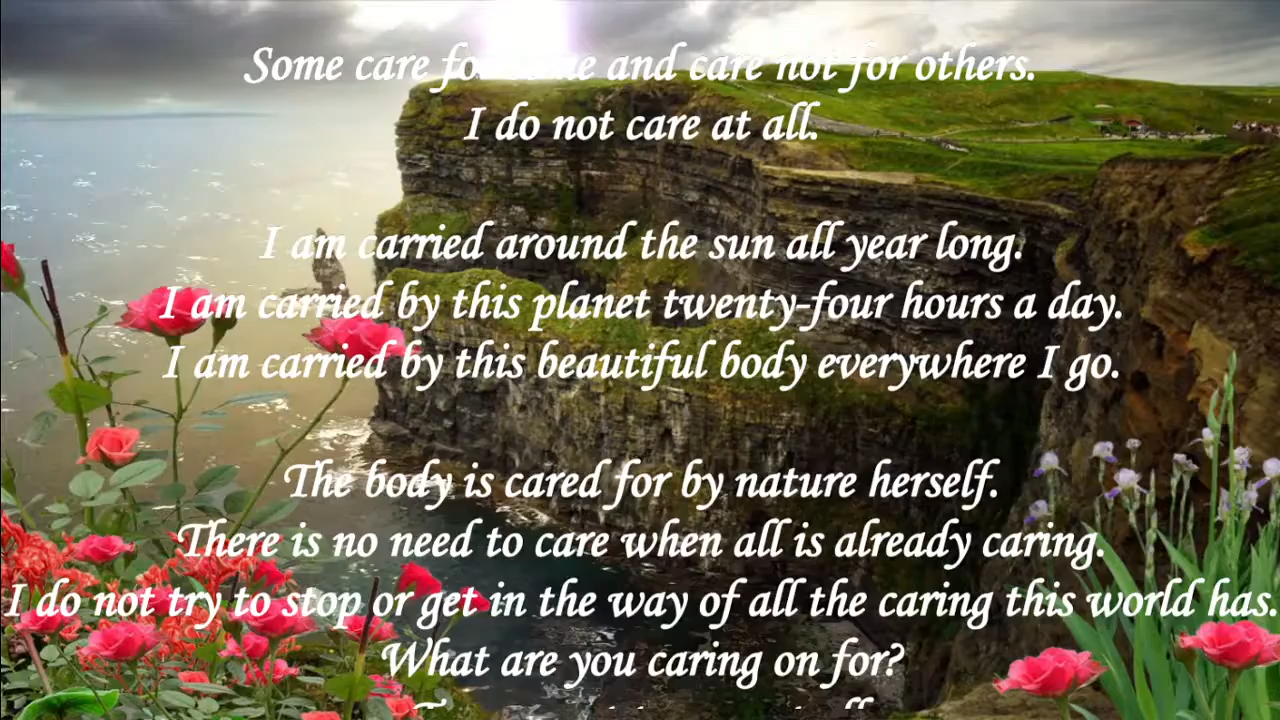 Some care for some and care not for others.
I do not care at all.
I am carried around the sun all year long.
I am carried by this planet twenty-four hours a day.
I am carried by this beautiful body everywhere I go.
The body is cared for by nature herself.
There is no need to care when all is already caring.
I do not try to stop or get in the way of all the caring this world has.
What are you caring on for?